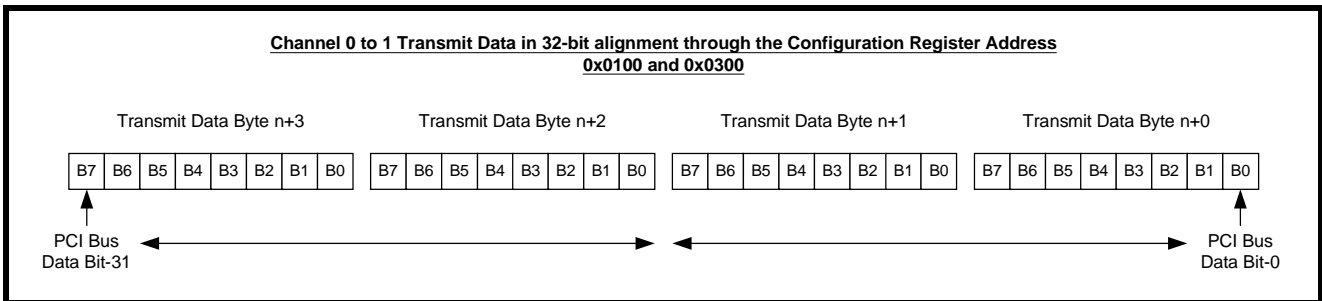 Channel 0 to 1 Transmit Data in 32-bit alignment through the Configuration Register Address
0x0100 and 0x0300
Transmit Data Byte n+3 Transmit Data Byte n+2 Transmit Data Byte n+1 Transmit Data Byte n+0
B7 B6 B5 B4 B3 B2 B1 B0 B7 B6 B5 B4 B3 B2 B1 B0 B7 B6 B5 B4 B3 B2 B1 B0 B7 B6 B5 B4 B3 B2 B1 B0
PCI Bus
Data Bit-31
PCI Bus
Data Bit-0